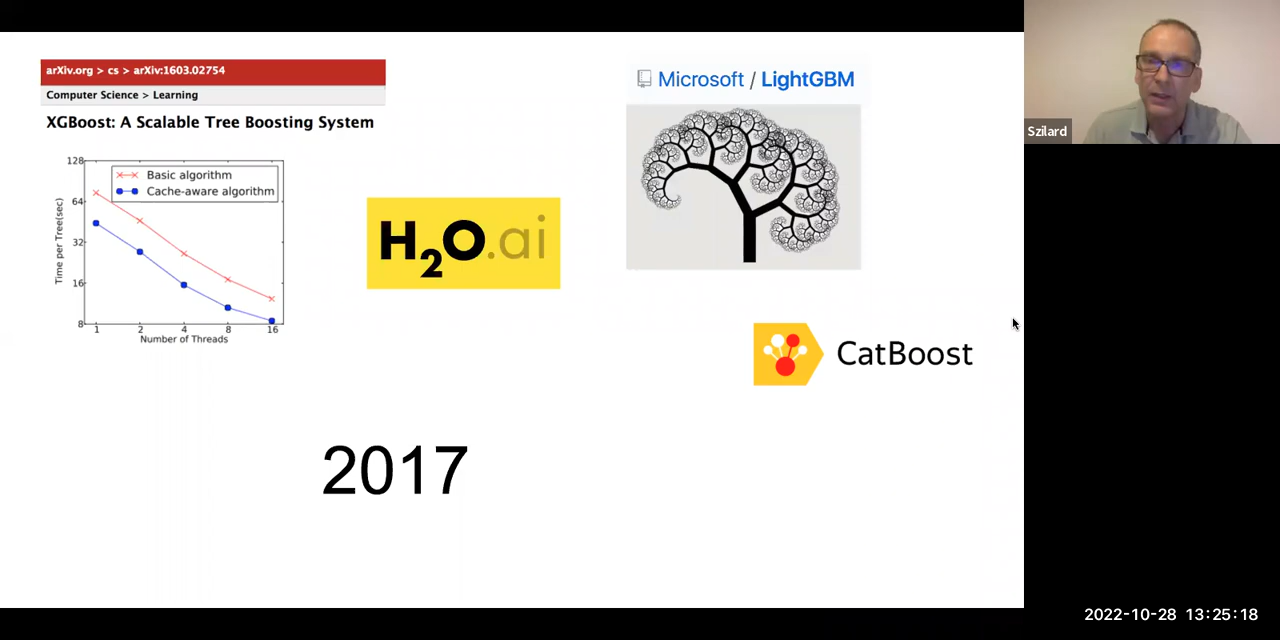 arXiv.org > cs > arXiv:1603.02754
Computer Science > Learning
XGBoost: A Scalable Tree Boosting System
128
64
32
16
8
Time per Tree(sec)
Basic algorithm
Cache-aware algorithm
1 2 4 8 16
Number of Threads
H2O.ai
Microsoft / LightGBM
CatBoost
2017
Szilard
2022-10-28 13:25:18